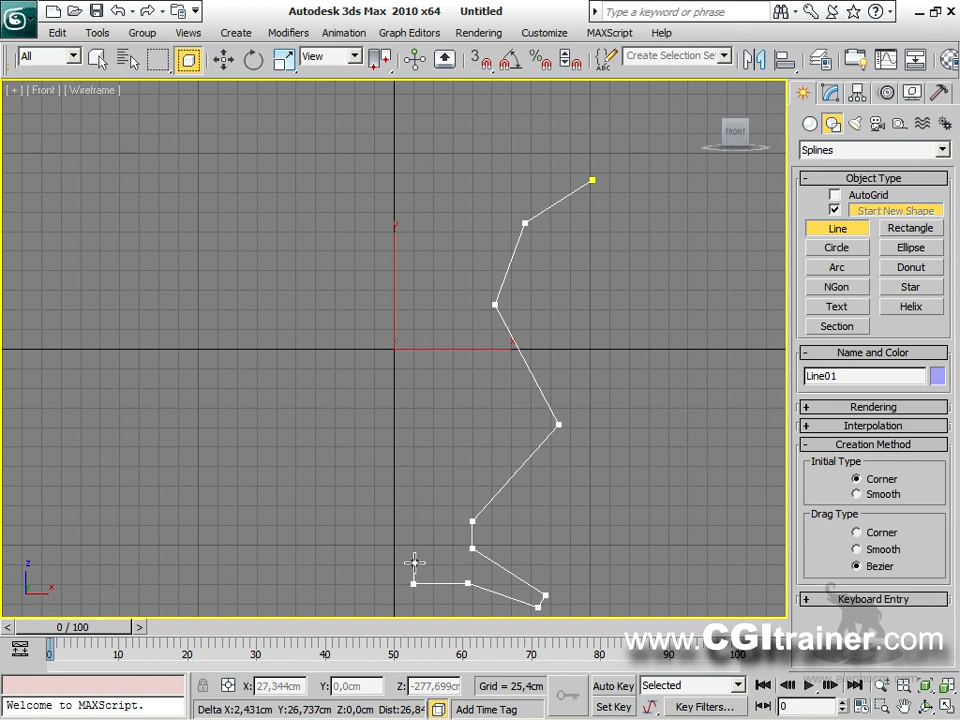 Autodesk 3ds Max 2010 x64 Untitled
Type a keyword or phrase
Edit Tools Group Views Create Modifiers Animation Graph Editors Rendering Customize MAXScript Help
All View 3 Create Selection Se
[ + ] [ Front ] [ Wireframe ]
FRONT
Splines
- Object Type
AutoGrid
Start New Shape
Line Rectangle
Circle Ellipse
Arc Donut
NGon Star
Text Helix
Section
- Name and Color
Line01
+ Rendering
+ Interpolation
- Creation Method
Initial Type
Corner
Smooth
Drag Type
Corner
Smooth
Bezier
+ Keyboard Entry
z
x
< 0 / 100 >
0 10 20 30 40 50 60 70 80 90 100
www.CGItrainer.com
X: 27,344cm Y: 0,0cm Z: -277,699cm Grid = 25,4cm Auto Key Selected
Welcome to MAXScript. Delta X:2,431cm Y:26,737cm Z:0,0cm Dist:26,84 Add Time Tag Set Key Key Filters... 0